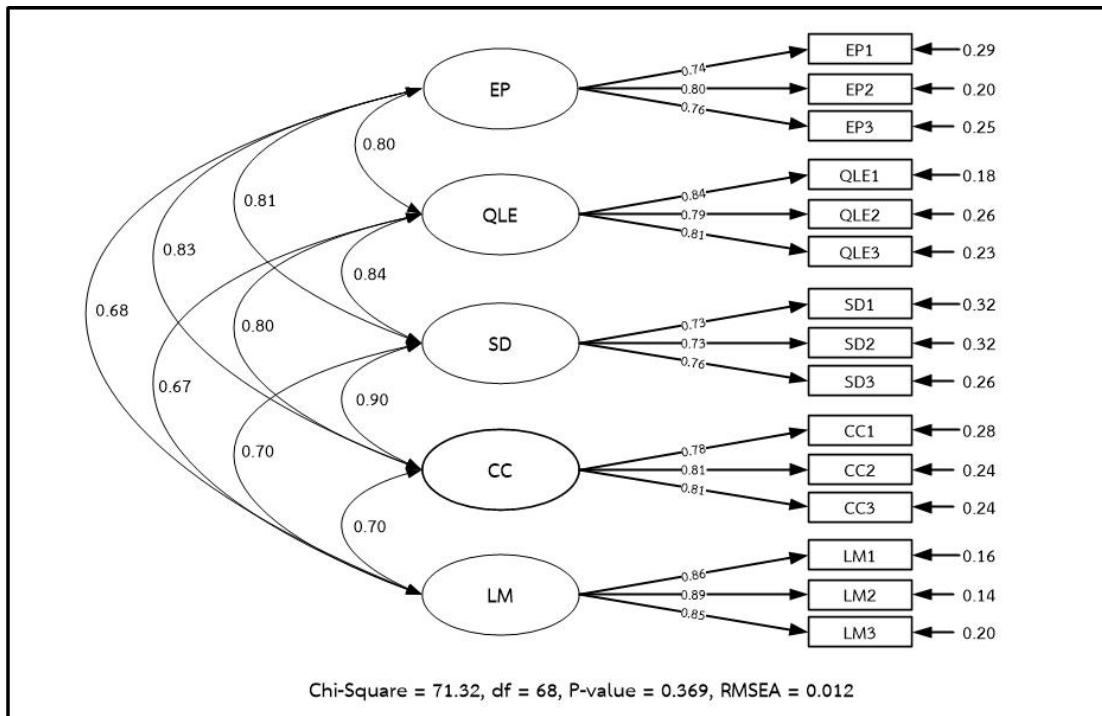 EP
QLE
SD
CC
LM
0.80
0.81
0.83
0.68
0.84
0.80
0.67
0.90
0.70
0.70
0.74
0.80
0.76
0.84
0.79
0.81
0.73
0.73
0.76
0.78
0.81
0.81
0.86
0.89
0.85
EP1 0.29
EP2 0.20
EP3 0.25
QLE1 0.18
QLE2 0.26
QLE3 0.23
SD1 0.32
SD2 0.32
SD3 0.26
CC1 0.28
CC2 0.24
CC3 0.24
LM1 0.16
LM2 0.14
LM3 0.20
Chi-Square = 71.32, df = 68, P-value = 0.369, RMSEA = 0.012